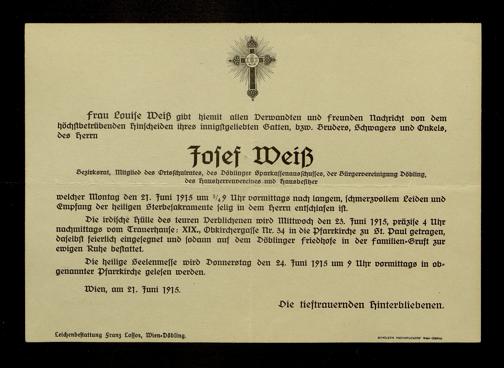 Frau Louise Weiß gibt hiemit allen Verwandten und Freunden Nachricht von dem
höchstbetrübenden Hinscheiden ihres innigstgeliebten Gatten, bzw. Bruders, Schwagers und Onkels,
des Herrn
Josef Weiß
Bezirksrat, Mitglied des Ortsschulrates, des Döblinger Sparkassenausschusses, der Bürgervereinigung Döbling,
des Hausherrenvereines und Hausbesitzer
welcher Montag den 21. Juni 1915 um ¾9 Uhr vormittags nach langem, schmerzvollem Leiden und
Empfang der heiligen Sterbesakramente selig in dem Herrn entschlafen ist.
Die irdische Hülle des teuren Verblichenen wird Mittwoch den 23. Juni 1915, präzise 4 Uhr
nachmittags vom Trauerhause: XIX., Obkirchergasse Nr. 34 in die Pfarrkirche zu St. Paul getragen,
daselbst feierlich eingesegnet und sodann auf dem Döblinger Friedhofe in der Familien-Gruft zur
ewigen Ruhe bestattet.
Die heilige Seelenmesse wird Donnerstag den 24. Juni 1915 um 9 Uhr vormittags in ob-
genannter Pfarrkirche gelesen werden.
Wien, am 21. Juni 1915.
Die tieftrauernden Hinterbliebenen.
Leichenbestattung Franz Lossos, Wien-Döbling.